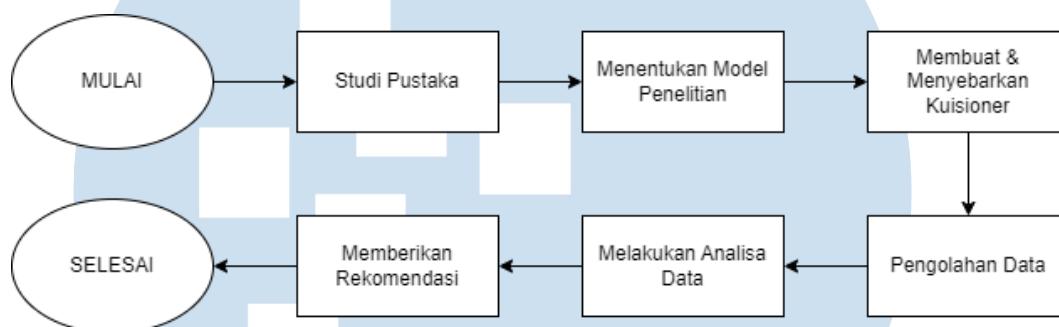 MULAI
Studi Pustaka
Menentukan Model
Penelitian
Membuat &
Menyebarkan
Kuisioner
Pengolahan Data
Melakukan Analisa
Data
Memberikan
Rekomendasi
SELESAI